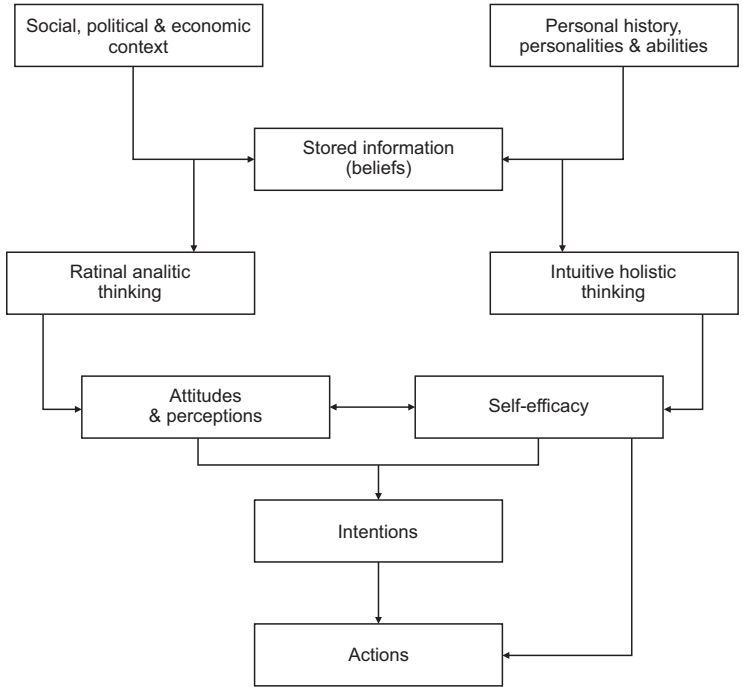 Social, political & economic
context
Personal history,
personalities & abilities
Stored information
(beliefs)
Ratinal analitic
thinking
Intuitive holistic
thinking
Attitudes
& perceptions
Self-efficacy
Intentions
Actions